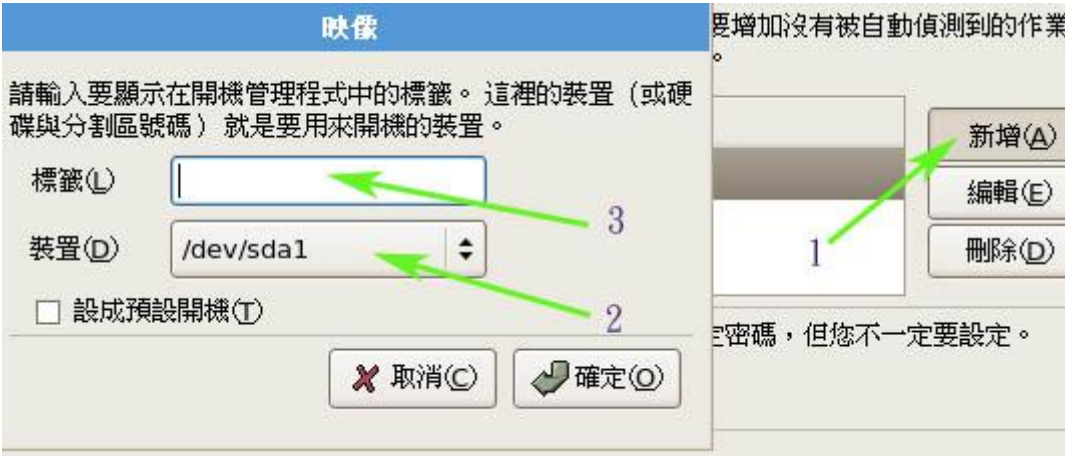 映像
請輸入要顯示在開機管理程式中的標籤。 這裡的裝置（或硬
碟與分割區號碼）就是要用來開機的裝置。
標籤(L)
3
裝置(D)
/dev/sda1
2
設成預設開機(T)
取消(C)
確定(O)
要增加沒有被自動偵測到的作業
。
新增(A)
編輯(E)
1
刪除(D)
定密碼，但您不一定要設定。